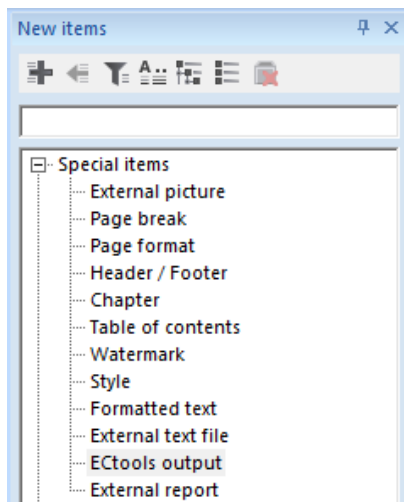 New items
Special items
External picture
Page break
Page format
Header / Footer
Chapter
Table of contents
Watermark
Style
Formatted text
External text file
ECtools output
External report